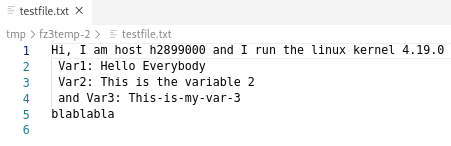 testfile.txt ×
tmp > fz3temp-2 > testfile.txt
1 Hi, I am host h2899000 and I run the linux kernel 4.19.0
2  Var1: Hello Everybody
3  Var2: This is the variable 2
4  and Var3: This-is-my-var-3
5 blablabla
6